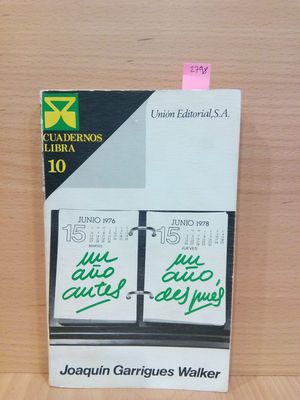 2798
CUADERNOS
LIBRA
10
Unión Editorial, S.A.
JUNIO 1976
15
MARTES
JUNIO 1978
15
JUEVES
un
año
antes
un
año
después
Joaquín Garrigues Walker